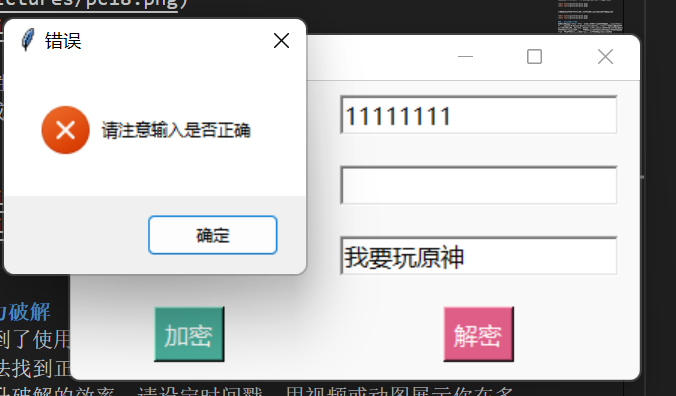 ictures/pc18.png)
错误
请注意输入是否正确
确定
11111111
我要玩原神
加密
解密
力破解
到了使用
法找到正
升破解的效率，请设定时间戳，用视频或动图展示你在多